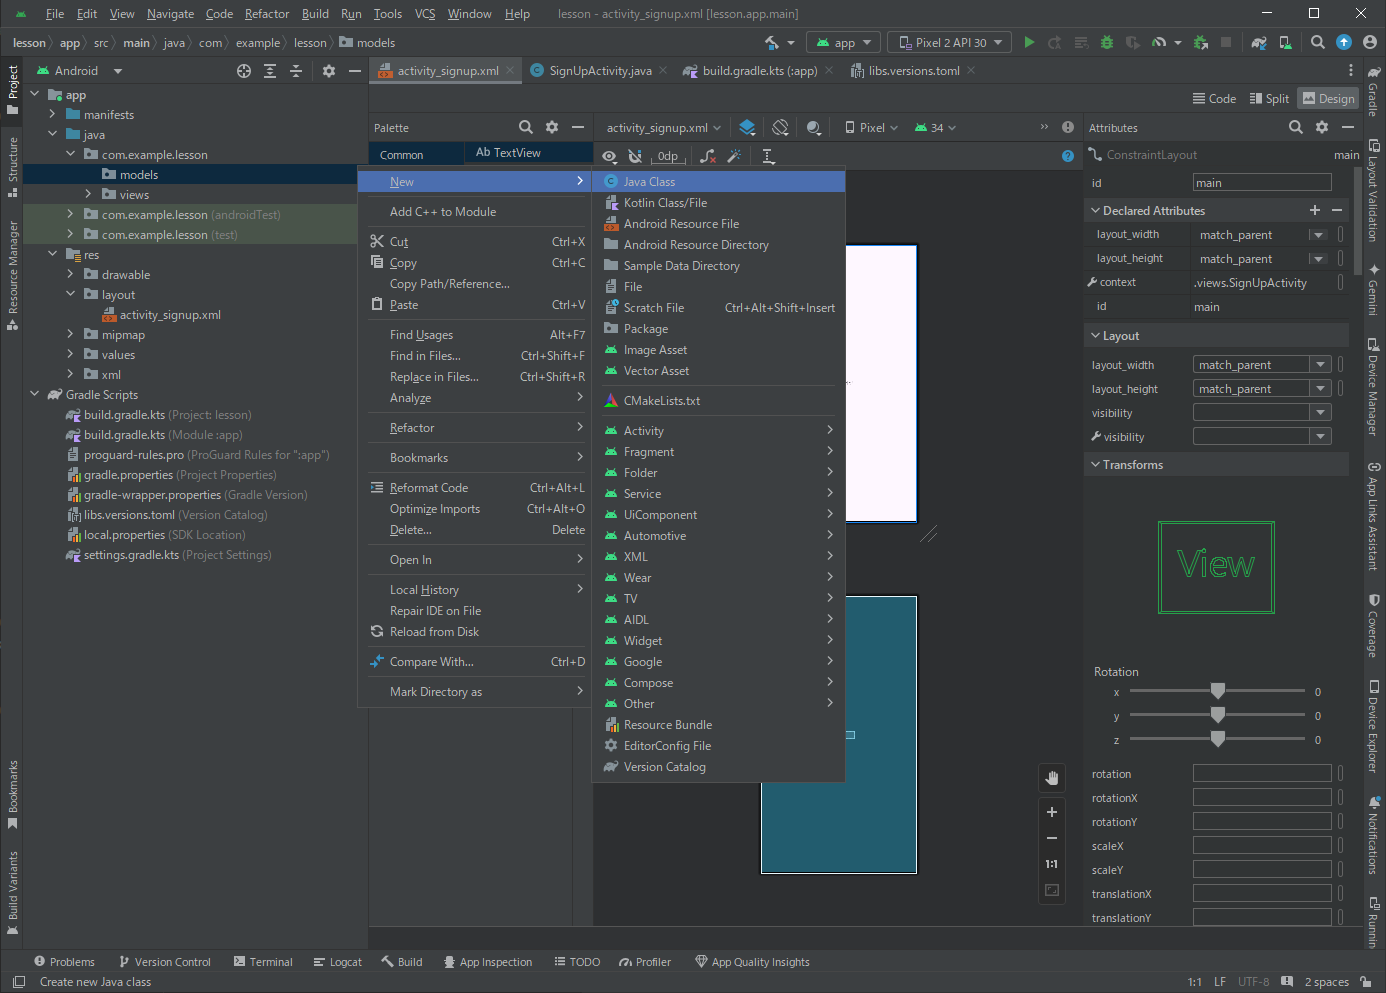 File Edit View Navigate Code Refactor Build Run Tools VCS Window Help lesson - activity_signup.xml [lesson.app.main]
lesson app src main java com example lesson models
app Pixel 2 API 30
Project
Structure
Resource Manager
Bookmarks
Build Variants
Android
app
manifests
java
com.example.lesson
models
views
com.example.lesson (androidTest)
com.example.lesson (test)
res
drawable
layout
activity_signup.xml
mipmap
values
xml
Gradle Scripts
build.gradle.kts (Project: lesson)
build.gradle.kts (Module :app)
proguard-rules.pro (ProGuard Rules for ":app")
gradle.properties (Project Properties)
gradle-wrapper.properties (Gradle Version)
libs.versions.toml (Version Catalog)
local.properties (SDK Location)
settings.gradle.kts (Project Settings)
activity_signup.xml SignUpActivity.java build.gradle.kts (:app) libs.versions.toml
Code Split Design
Palette
Common
Ab TextView
activity_signup.xml Pixel 34
0dp
New
Add C++ to Module
Cut Ctrl+X
Copy Ctrl+C
Copy Path/Reference...
Paste Ctrl+V
Find Usages Alt+F7
Find in Files... Ctrl+Shift+F
Replace in Files... Ctrl+Shift+R
Analyze
Refactor
Bookmarks
Reformat Code Ctrl+Alt+L
Optimize Imports Ctrl+Alt+O
Delete... Delete
Open In
Local History
Repair IDE on File
Reload from Disk
Compare With... Ctrl+D
Mark Directory as
Java Class
Kotlin Class/File
Android Resource File
Android Resource Directory
Sample Data Directory
File
Scratch File Ctrl+Alt+Shift+Insert
Package
Image Asset
Vector Asset
CMakeLists.txt
Activity
Fragment
Folder
Service
UiComponent
Automotive
XML
Wear
TV
AIDL
Widget
Google
Compose
Other
Resource Bundle
EditorConfig File
Version Catalog
1:1
Attributes
ConstraintLayout main
id main
Declared Attributes
layout_width match_parent
layout_height match_parent
context .views.SignUpActivity
id main
Layout
layout_width match_parent
layout_height match_parent
visibility
visibility
Transforms
View
Rotation
x 0
y 0
z 0
rotation
rotationX
rotationY
scaleX
scaleY
translationX
translationY
Gradle
Layout Validation
Gemini
Device Manager
App Links Assistant
Coverage
Device Explorer
Notifications
Runnin
Problems Version Control Terminal Logcat Build App Inspection TODO Profiler App Quality Insights
Create new Java class 1:1 LF UTF-8 2 spaces